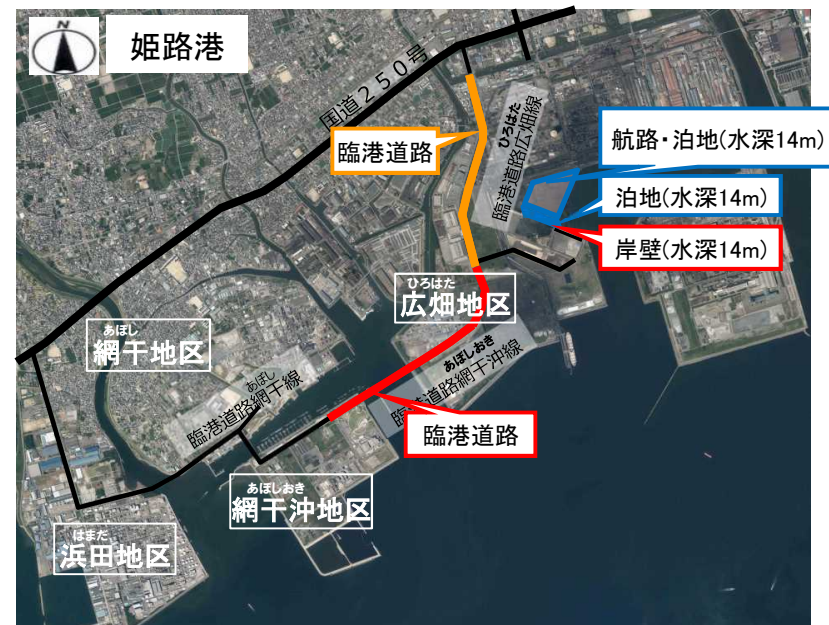 姫路港
国道250号
臨港道路
ひろはた
臨港道路広畑線
航路・泊地(水深14m)
泊地(水深14m)
岸壁(水深14m)
ひろはた
広畑地区
あぼし
網干地区
あぼし
臨港道路網干線
あぼしおき
臨港道路網干沖線
臨港道路
あぼしおき
網干沖地区
はまだ
浜田地区